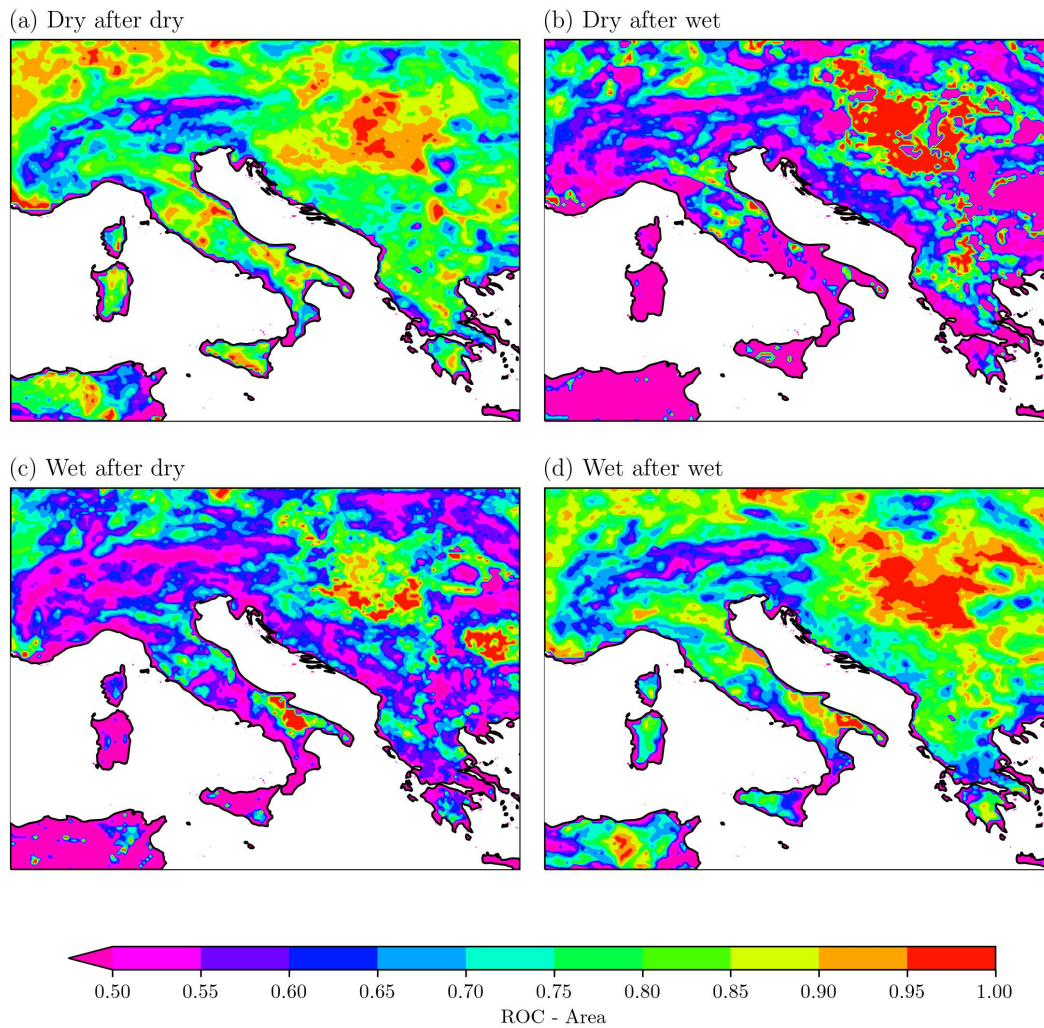 (a) Dry after dry
(b) Dry after wet
(c) Wet after dry
(d) Wet after wet
0.50 0.55 0.60 0.65 0.70 0.75 0.80 0.85 0.90 0.95 1.00
ROC - Area